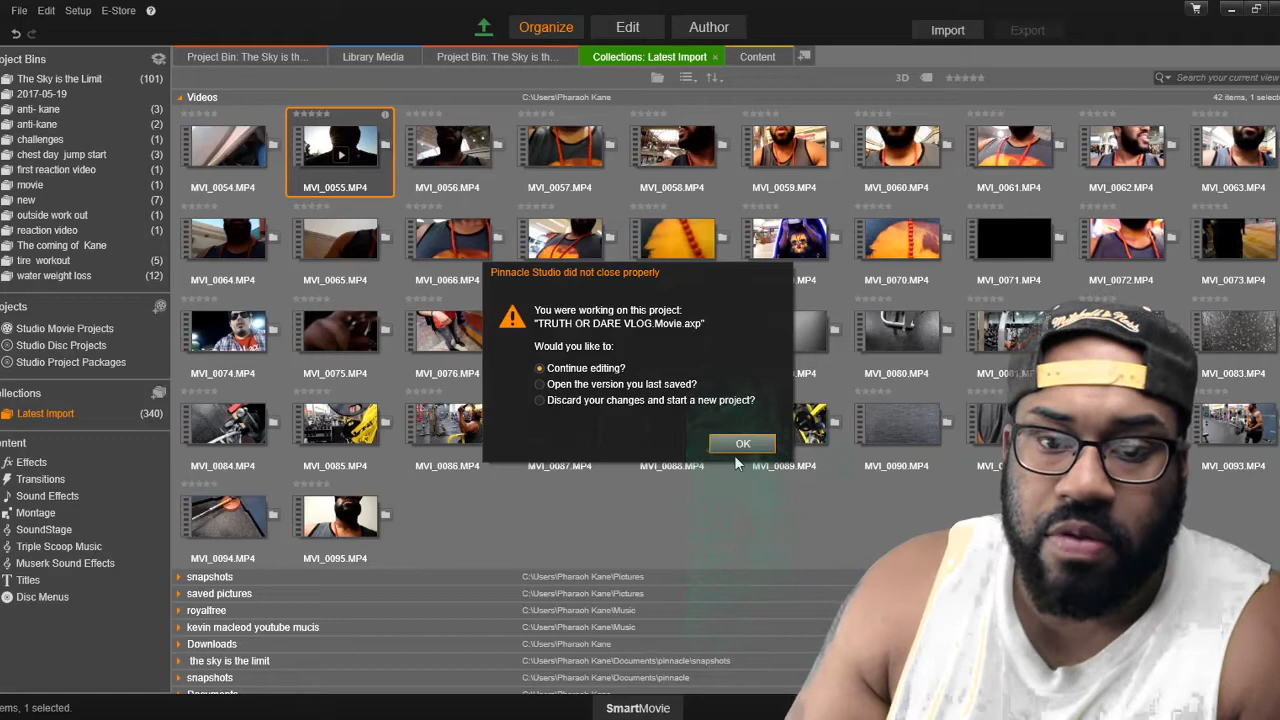 File Edit Setup E-Store
Organize Edit Author Import Export
Project Bin: The Sky is th... Library Media Project Bin: The Sky is th... Collections: Latest Import × Content
3D Search your current view
roject Bins
The Sky is the Limit (101)
2017-05-19
anti- kane (3)
anti-kane (2)
challenges (1)
chest day jump start (3)
first reaction video (1)
movie (1)
new (7)
outside work out (1)
reaction video (1)
The coming of Kane
tire workout (1)
water weight loss (12)
rojects
Studio Movie Projects
Studio Disc Projects
Studio Project Packages
ollections
Latest Import (340)
ontent
Effects
Transitions
Sound Effects
Montage
SoundStage
Triple Scoop Music
Muserk Sound Effects
Titles
Disc Menus
Videos C:\Users\Pharaoh Kane 42 items, 1 select
MVI_0054.MP4 MVI_0055.MP4 MVI_0056.MP4 MVI_0057.MP4 MVI_0058.MP4 MVI_0059.MP4 MVI_0060.MP4 MVI_0061.MP4 MVI_0062.MP4 MVI_0063.MP4
MVI_0064.MP4 MVI_0065.MP4 MVI_0066.MP4 MVI_0070.MP4 MVI_0071.MP4 MVI_0072.MP4 MVI_0073.MP4
MVI_0074.MP4 MVI_0075.MP4 MVI_0076.MP4 MVI_0080.MP4 MVI_0083.MP4
MVI_0084.MP4 MVI_0085.MP4 MVI_0086.MP4 MVI_0087.MP4 MVI_0088.MP4 MVI_0089.MP4 MVI_0090.MP4 MVI_0093.MP4
MVI_0094.MP4 MVI_0095.MP4
Pinnacle Studio did not close properly
You were working on this project:
"TRUTH OR DARE VLOG.Movie.axp"
Would you like to:
Continue editing?
Open the version you last saved?
Discard your changes and start a new project?
OK
snapshots C:\Users\Pharaoh Kane\Pictures
saved pictures C:\Users\Pharaoh Kane\Pictures
royalfree C:\Users\Pharaoh Kane\Music
kevin macleod youtube mucis C:\Users\Pharaoh Kane\Music
Downloads C:\Users\Pharaoh Kane
the sky is the limit C:\Users\Pharaoh Kane\Documents\pinnacle\snapshots
snapshots C:\Users\Pharaoh Kane\Documents\pinnacle
Mitchell & Ness
ems, 1 selected. SmartMovie